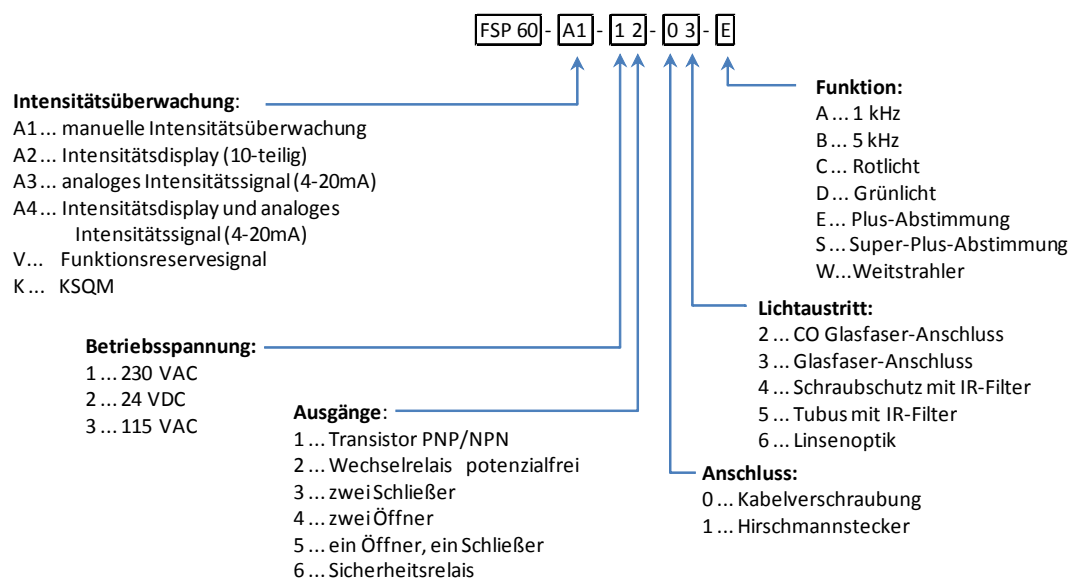 FSP 60 - A1 - 1 2 - 0 3 - E
Intensitätsüberwachung:
A1... manuelle Intensitätsüberwachung
A2... Intensitätsdisplay (10-teilig)
A3... analoges Intensitätssignal (4-20mA)
A4... Intensitätsdisplay und analoges
Intensitätssignal (4-20mA)
V... Funktionsreservesignal
K... KSQM
Betriebsspannung:
1 ... 230 VAC
2 ... 24 VDC
3 ... 115 VAC
Ausgänge:
1 ... Transistor PNP/NPN
2 ... Wechselrelais potenzialfrei
3 ... zwei Schließer
4 ... zwei Öffner
5 ... ein Öffner, ein Schließer
6 ... Sicherheitsrelais
Funktion:
A ... 1 kHz
B ... 5 kHz
C ... Rotlicht
D ... Grünlicht
E ... Plus-Abstimmung
S ... Super-Plus-Abstimmung
W...Weitstrahler
Lichtaustritt:
2 ... CO Glasfaser-Anschluss
3 ... Glasfaser-Anschluss
4 ... Schraubschutz mit IR-Filter
5 ... Tubus mit IR-Filter
6 ... Linsenoptik
Anschluss:
0 ... Kabelverschraubung
1 ... Hirschmannstecker